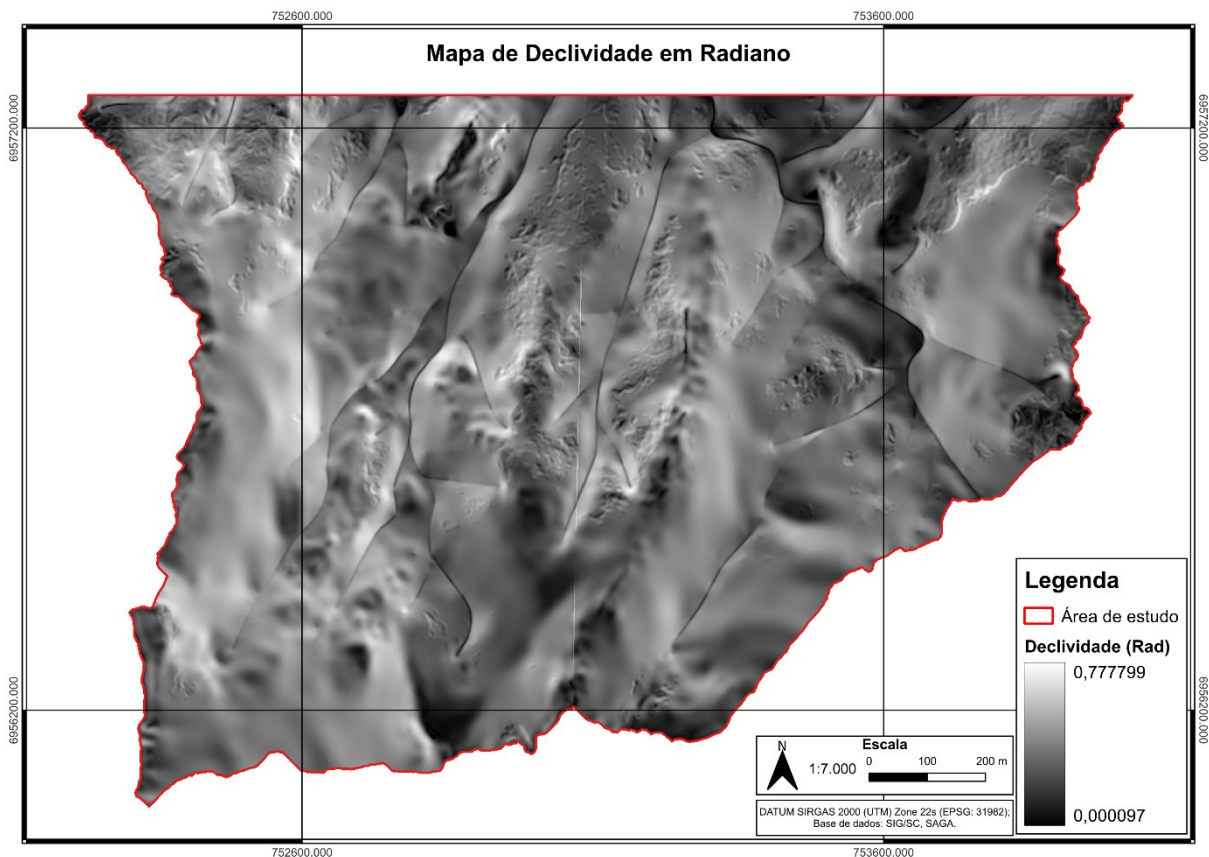 752600.000
753600.000
Mapa de Declividade em Radiano
6957200.000
6957200.000
Legenda
Área de estudo
Declividade (Rad)
0,777799
0,000097
6956200.000
6956200.000
N
Escala
1:7.000
0
100
200 m
DATUM SIRGAS 2000 (UTM) Zone 22s (EPSG: 31982);
Base de dados: SIG/SC, SAGA.
752600.000
753600.000